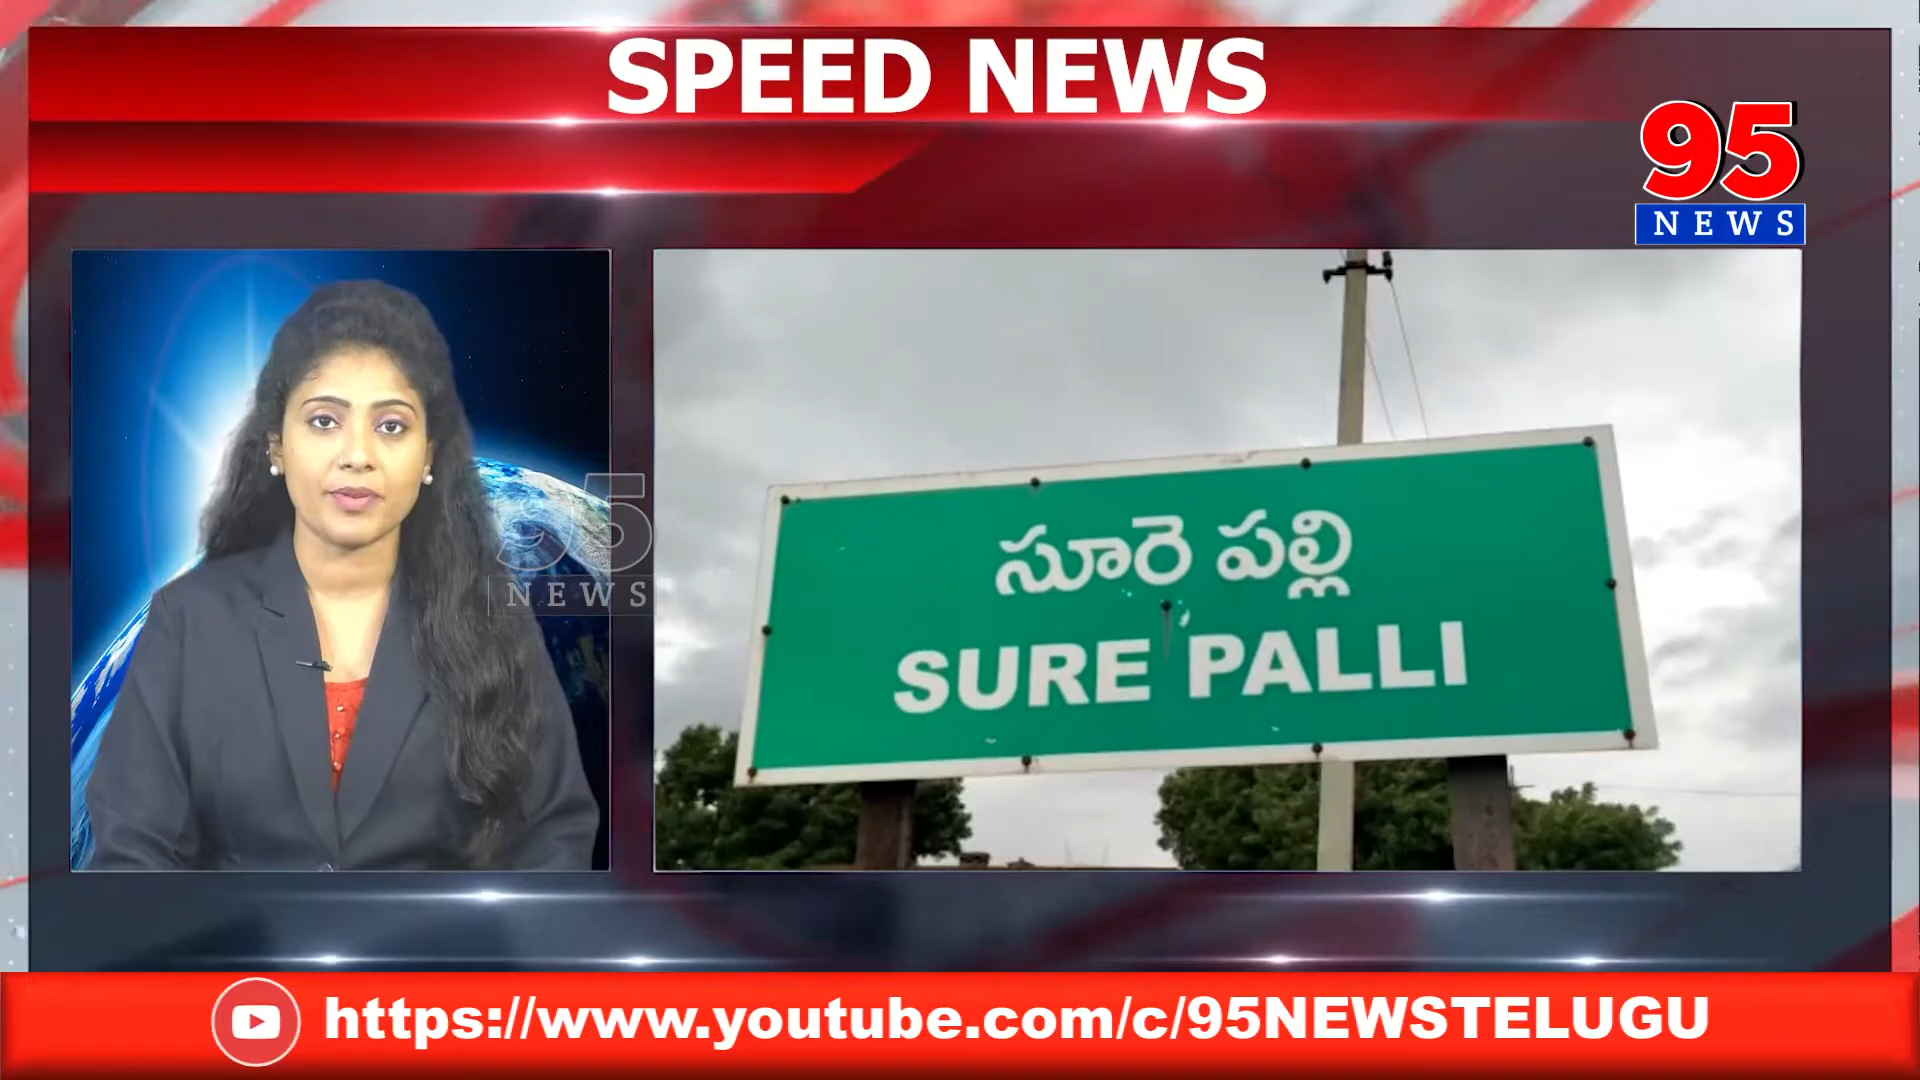 SPEED NEWS
95
NEWS
95
NEWS
సూరె పల్లి
SURE PALLI
https://www.youtube.com/c/95NEWSTELUGU